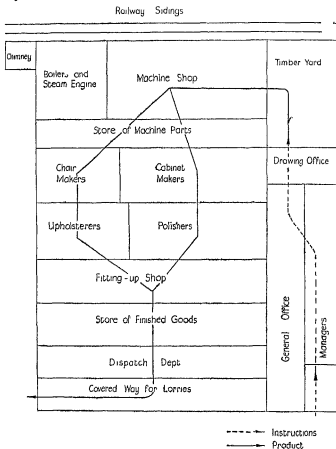 Railway Sidings
Chimney
Boilers and
Steam Engine
Machine Shop
Timber Yard
Store of Machine Parts
Chair
Makers
Cabinet
Makers
Drawing Office
Upholsterers
Polishers
Fitting-up Shop
Store of Finished Goods
General Office
Managers
Dispatch Dept
Covered Way for Lorries
Instructions
Product